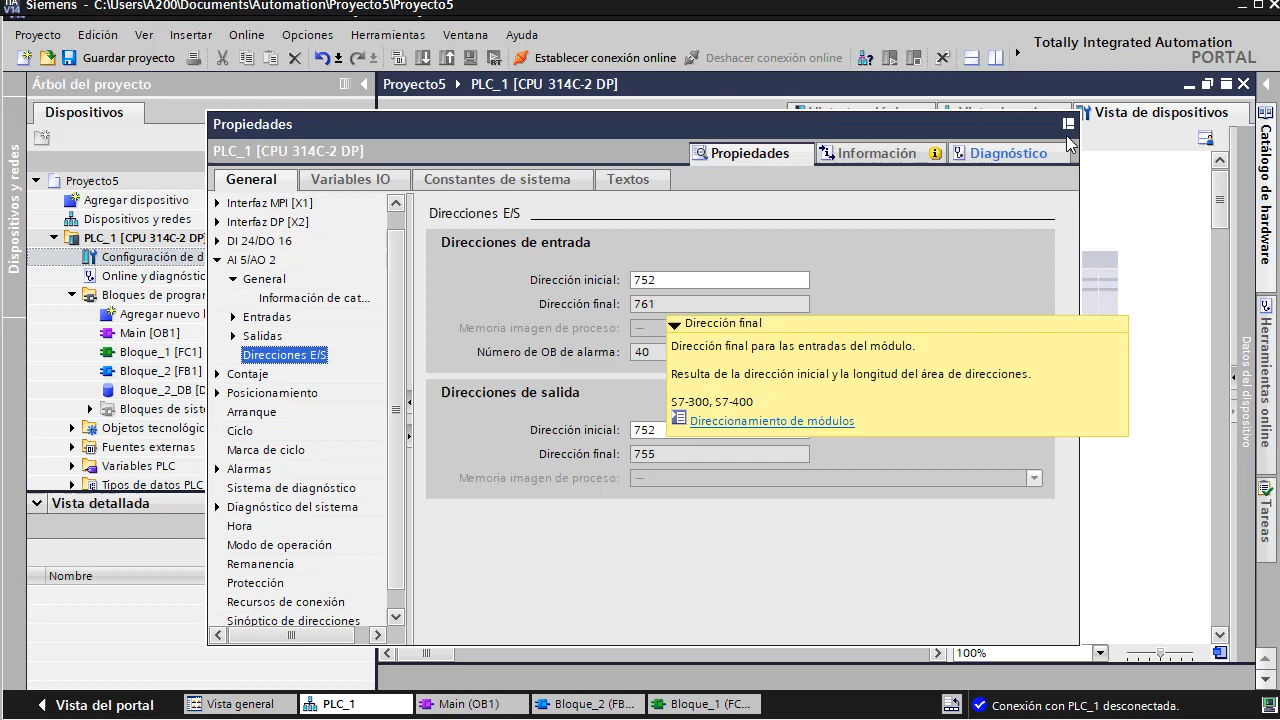 Siemens - C:\Users\A200\Documents\Automation\Proyecto5\Proyecto5
Proyecto Edición Ver Insertar Online Opciones Herramientas Ventana Ayuda
Totally Integrated Automation
PORTAL
Guardar proyecto
Establecer conexión online
Deshacer conexión online
Árbol del proyecto
Proyecto5 PLC_1 [CPU 314C-2 DP]
Dispositivos
Vista de dispositivos
Dispositivos y redes
Proyecto5
Agregar dispositivo
Dispositivos y redes
PLC_1 [CPU 314C-2 DP]
Configuración de d
Online y diagnóstic
Bloques de progra
Agregar nuevo
Main [OB1]
Bloque_1 [FC1]
Bloque_2 [FB1]
Bloque_2_DB [D
Bloques de sist
Objetos tecnológic
Fuentes externas
Variables PLC
Tipos de datos PLC
Vista detallada
Nombre
Propiedades
PLC_1 [CPU 314C-2 DP]
Propiedades Información Diagnóstico
General Variables IO Constantes de sistema Textos
Interfaz MPI [X1]
Interfaz DP [X2]
DI 24/DO 16
AI 5/AO 2
General
Información de cat...
Entradas
Salidas
Direcciones E/S
Contaje
Posicionamiento
Arranque
Ciclo
Marca de ciclo
Alarmas
Sistema de diagnóstico
Diagnóstico del sistema
Hora
Modo de operación
Remanencia
Protección
Recursos de conexión
Sinóptico de direcciones
Direcciones E/S
Direcciones de entrada
Dirección inicial: 752
Dirección final: 761
Memoria imagen de proceso: —
Número de OB de alarma: 40
Direcciones de salida
Dirección inicial: 752
Dirección final: 755
Memoria imagen de proceso: —
Dirección final
Dirección final para las entradas del módulo.
Resulta de la dirección inicial y la longitud del área de direcciones.
S7-300, S7-400
Direccionamiento de módulos
Datos del dispositivo
Catálogo de hardware
Herramientas online
Tareas
100%
Vista del portal
Vista general
PLC_1
Main (OB1)
Bloque_2 (FB...
Bloque_1 (FC...
Conexión con PLC_1 desconectada.